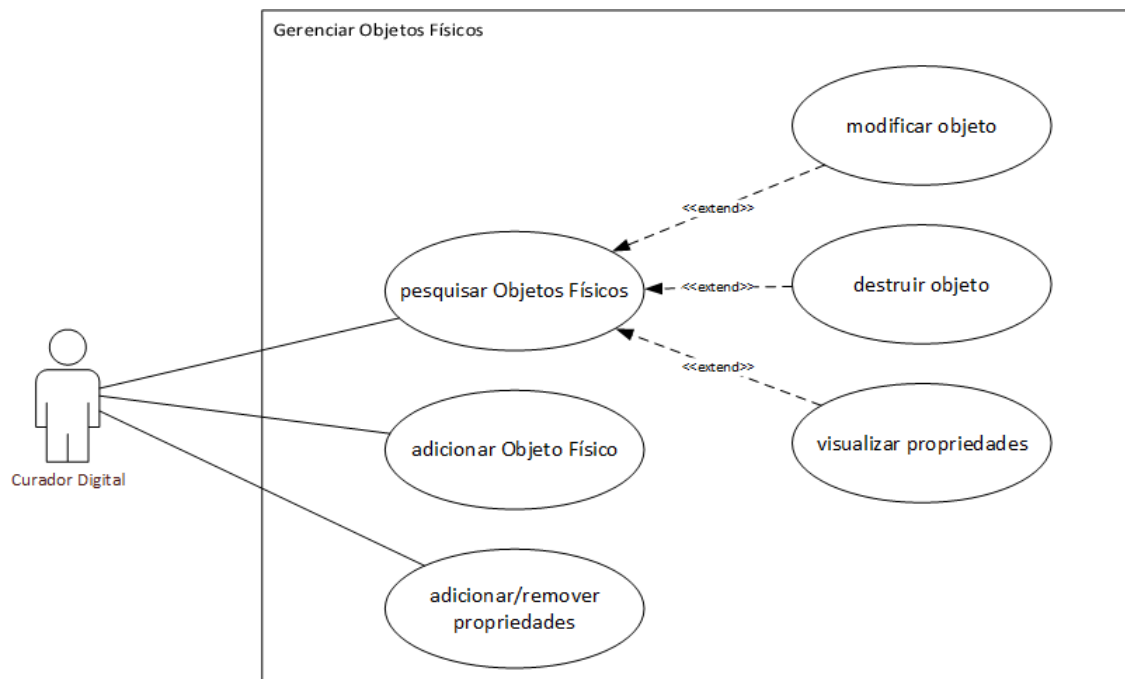 Gerenciar Objetos Físicos
modificar objeto
<<extend>>
pesquisar Objetos Físicos
<<extend>>
destruir objeto
<<extend>>
visualizar propriedades
adicionar Objeto Físico
Curador Digital
adicionar/remover
propriedades